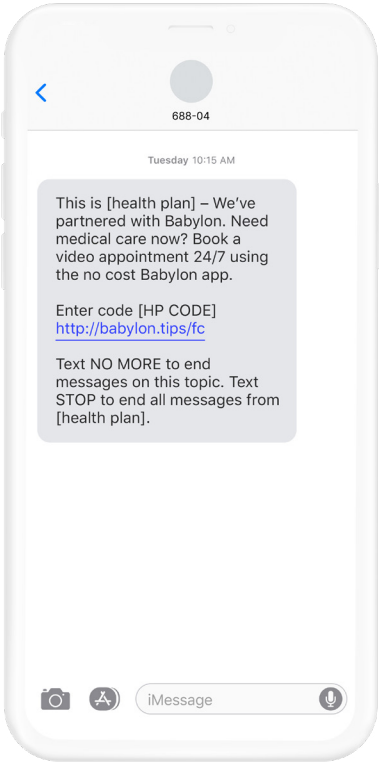 688-04
Tuesday 10:15 AM
This is [health plan] – We’ve
partnered with Babylon. Need
medical care now? Book a
video appointment 24/7 using
the no cost Babylon app.
Enter code [HP CODE]
http://babylon.tips/fc
Text NO MORE to end
messages on this topic. Text
STOP to end all messages from
[health plan].
iMessage